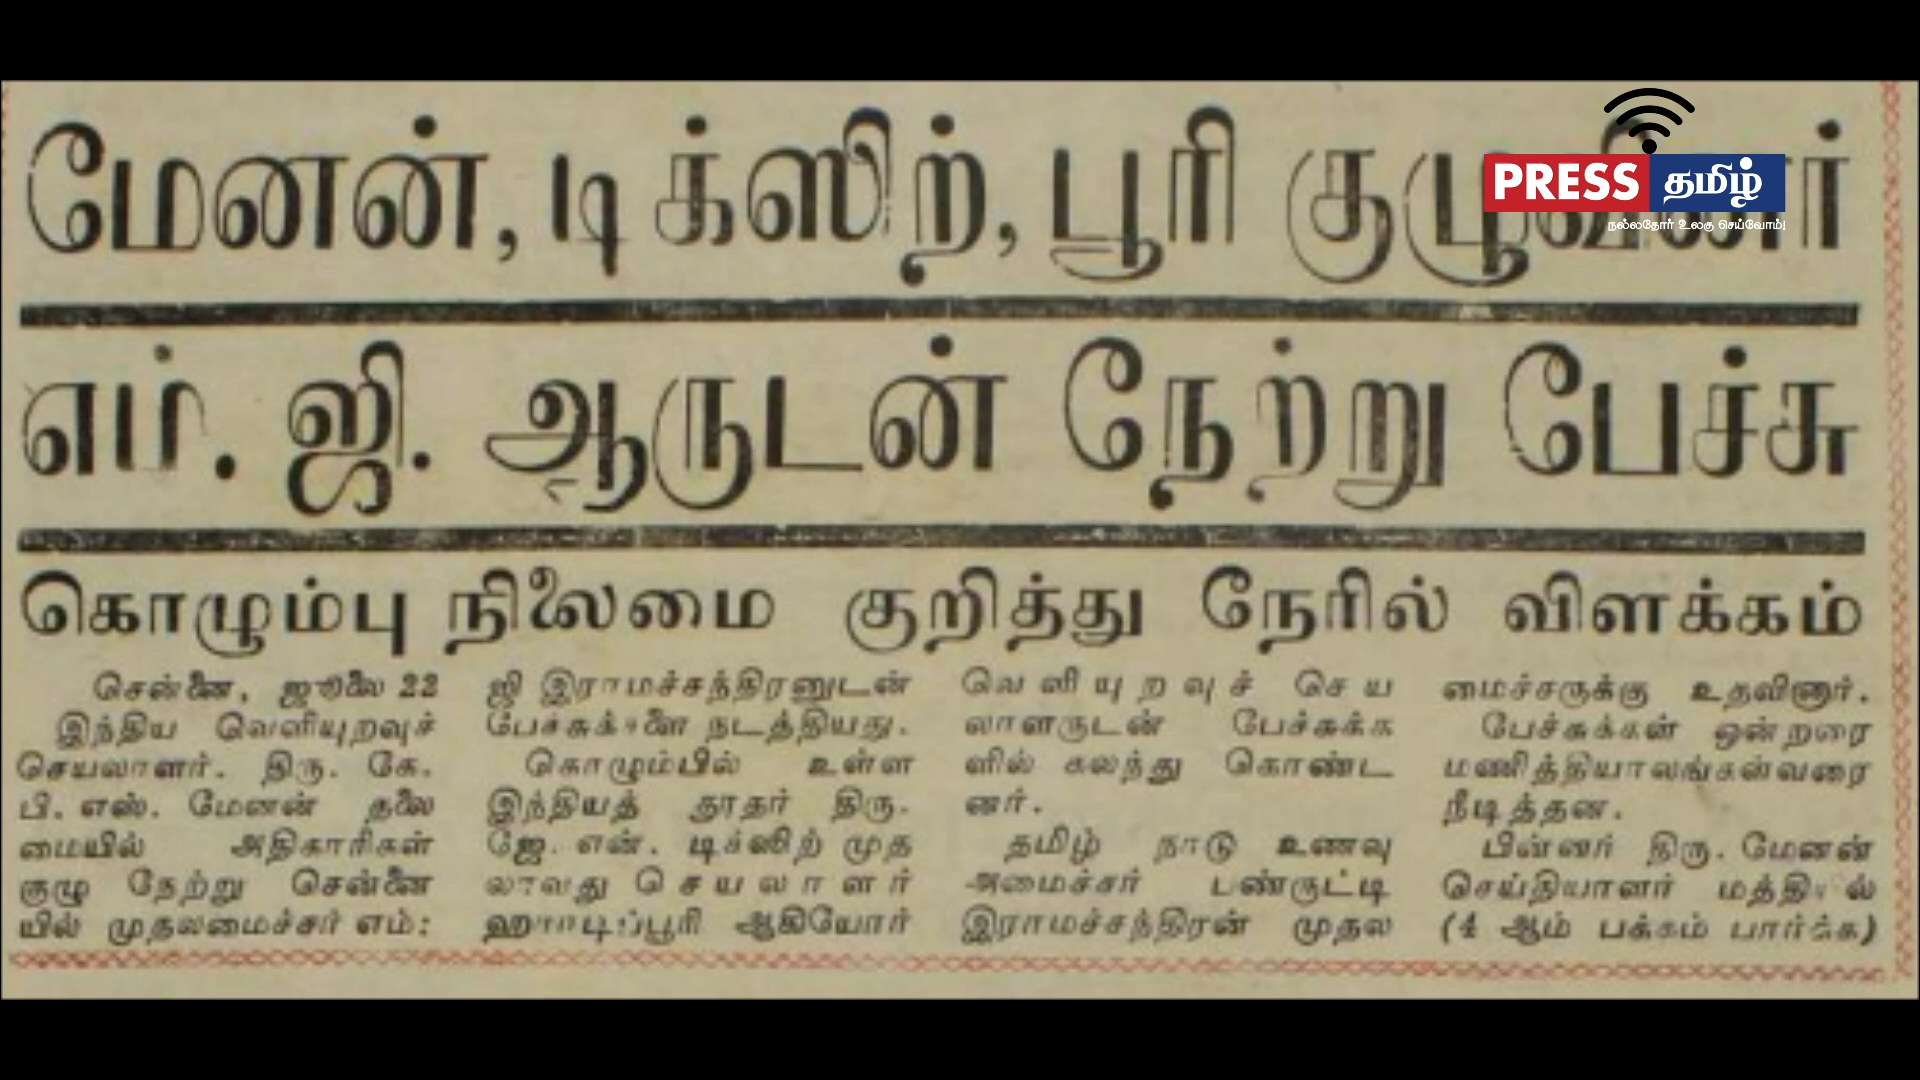 மேனன், டிக்ஸிற், பூரி குழுவினர்
PRESS தமிழ்
நல்லதோர் உலகு செய்வோம்!
எம். ஜி. ஆருடன் நேற்று பேச்சு
கொழும்பு நிலைமை குறித்து நேரில் விளக்கம்
சென்னை, ஜூலை 22
இந்திய வெளியுறவுச்
செயலாளர். திரு. கே.
பி. எஸ். மேனன் தலை
மையில் அதிகாரிகள்
குழு நேற்று சென்னை
யில் முதலமைச்சர் எம்:
ஜி இராமச்சந்திரனுடன்
பேச்சுக்களை நடத்தியது.
கொழும்பில் உள்ள
இந்தியத் தூதர் திரு.
ஜே. என். டிக்ஸிற் முத
லாவது செயலாளர்
ஆகியோர்
வெளியுறவுச் செய
லாளருடன் பேச்சுக்க
ளில் கலந்து கொண்ட
னர்.
தமிழ் நாடு உணவு
அமைச்சர் பண்ருட்டி
இராமச்சந்திரன் முதல
மைச்சருக்கு உதவினார்.
பேச்சுக்கள் ஒன்றரை
மணித்தியாலங்கள்வரை
நீடித்தன.
பின்னர் திரு. மேனன்
செய்தியாளர் மத்தியில்
(4 ஆம் பக்கம் பார்க்க)